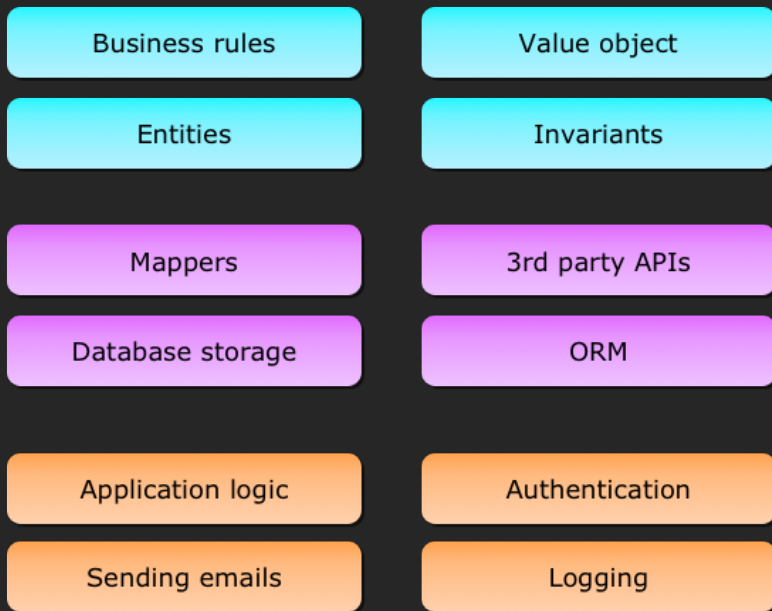 Business rules
Value object
Entities
Invariants
Mappers
3rd party APIs
Database storage
ORM
Application logic
Authentication
Sending emails
Logging